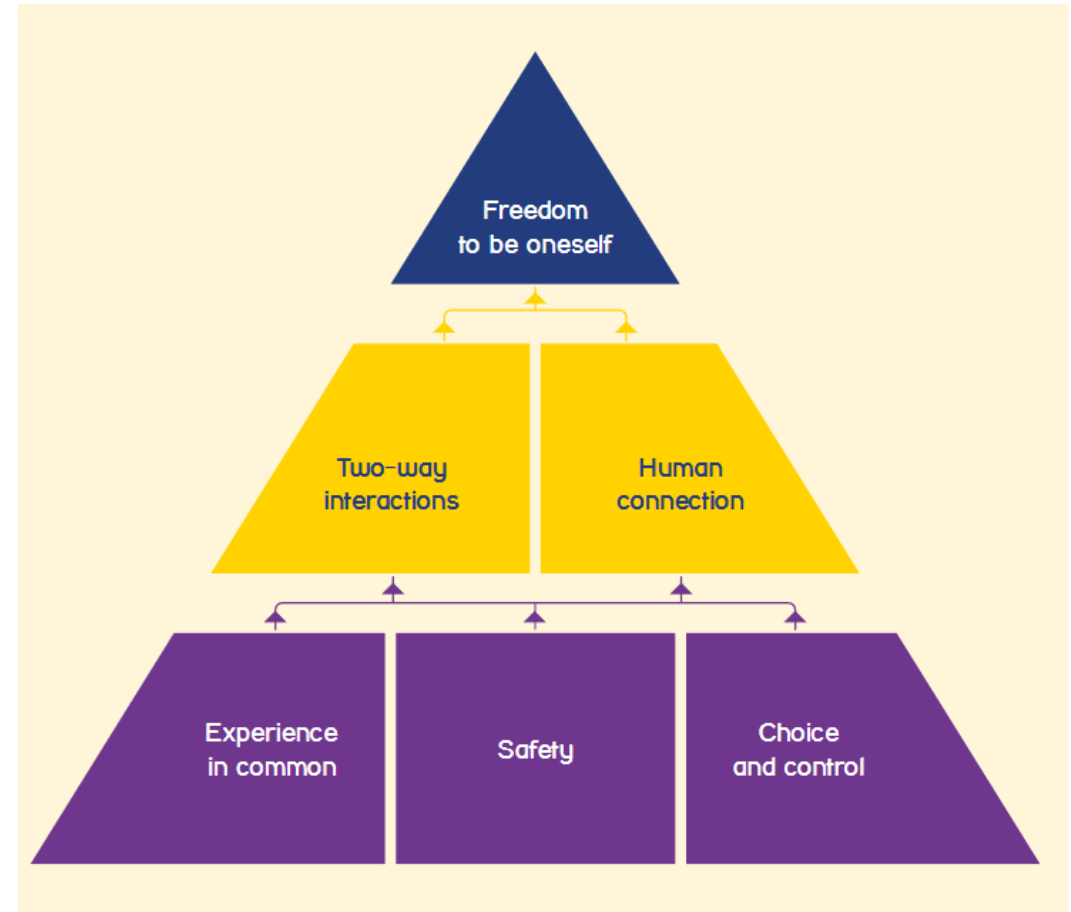 Freedom
to be oneself
Two-way
interactions
Human
connection
Experience
in common
Safety
Choice
and control